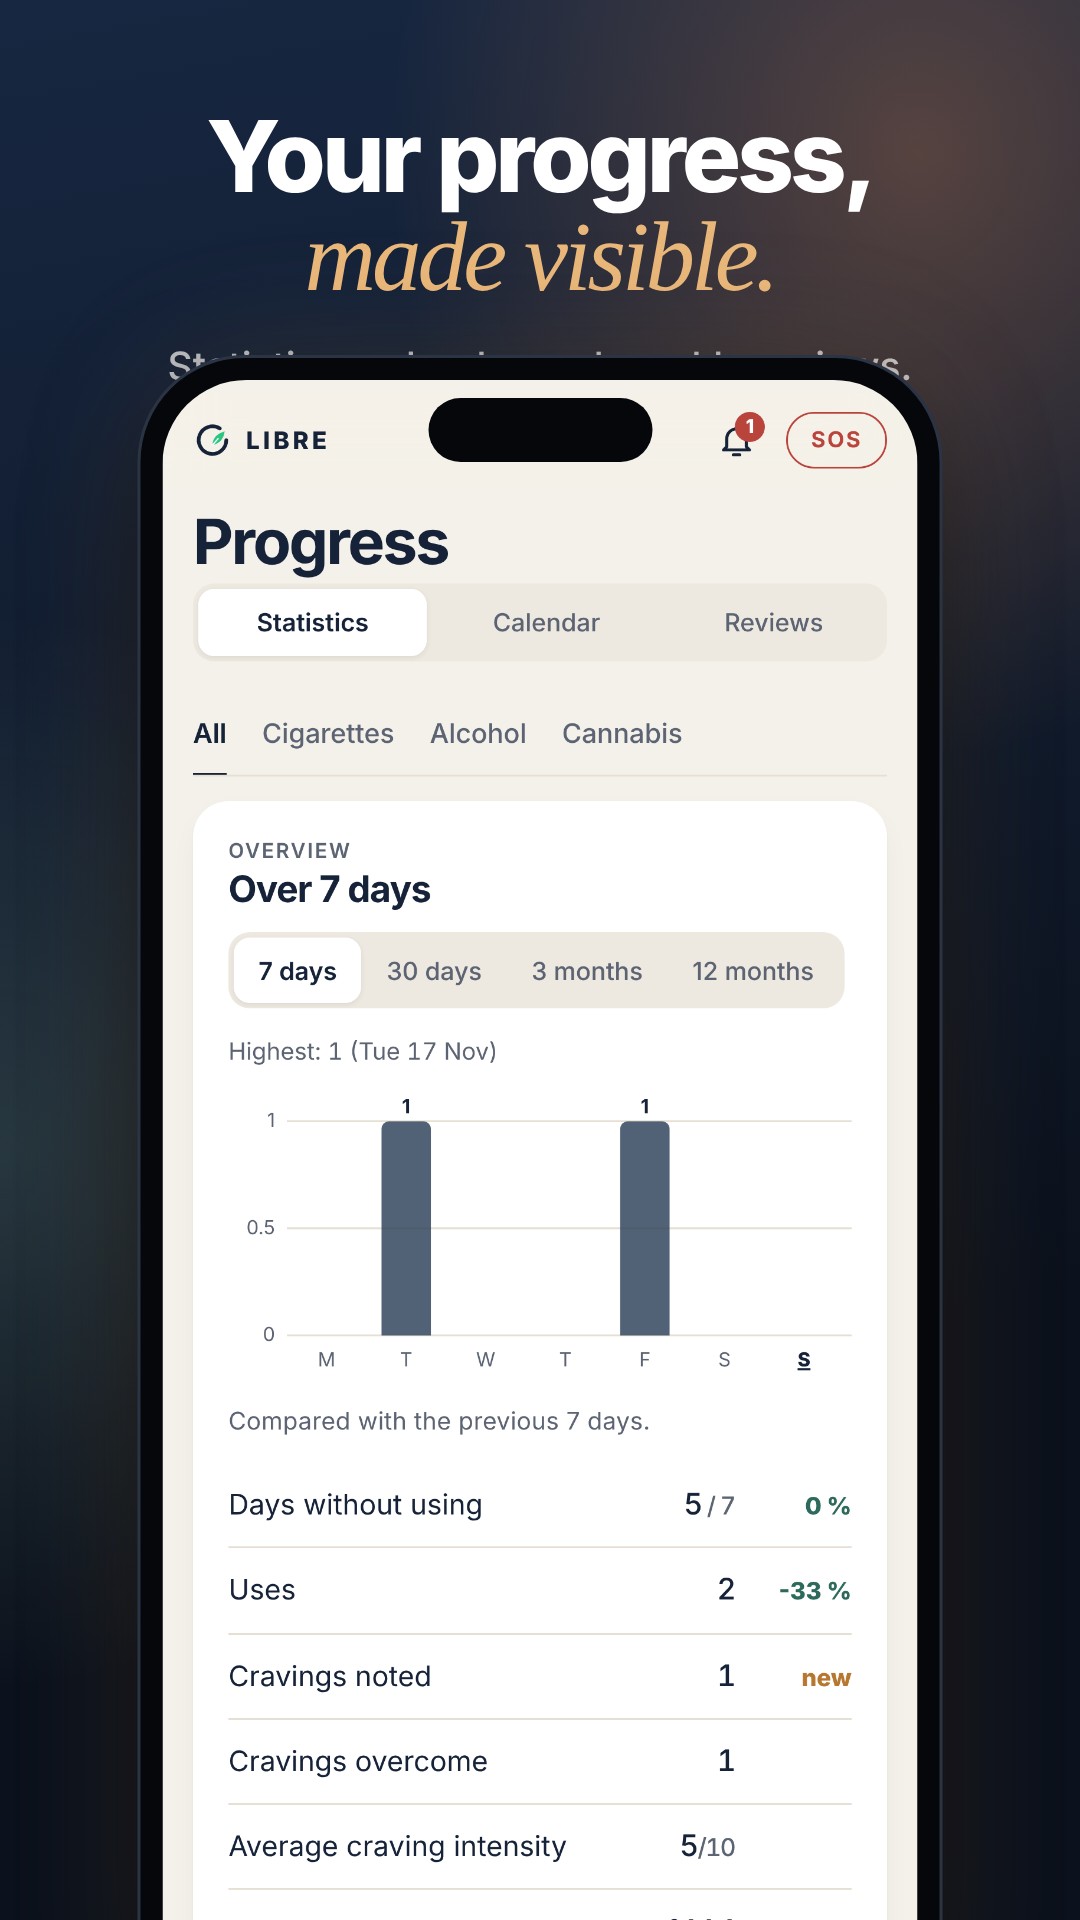 Your progress,
made visible.
LIBRE
1
SOS
Progress
Statistics Calendar Reviews
All Cigarettes Alcohol Cannabis
OVERVIEW
Over 7 days
7 days 30 days 3 months 12 months
Highest: 1 (Tue 17 Nov)
1 1
1
0.5
0
M T W T F S S
Compared with the previous 7 days.
Days without using 5 / 7 0 %
Uses 2 -33 %
Cravings noted 1 new
Cravings overcome 1
Average craving intensity 5/10